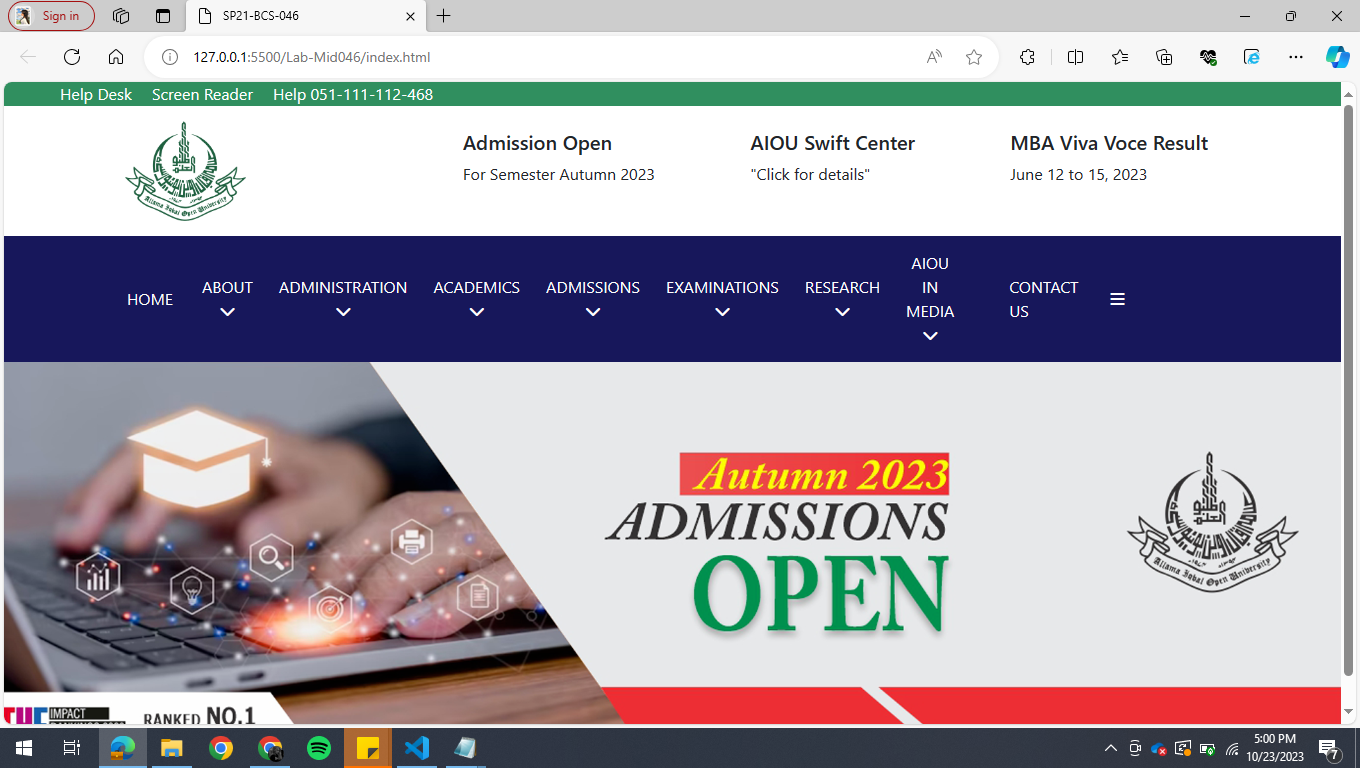 Sign in
SP21-BCS-046
127.0.0.1:5500/Lab-Mid046/index.html
Help Desk Screen Reader Help 051-111-112-468
Admission Open
For Semester Autumn 2023
AIOU Swift Center
"Click for details"
MBA Viva Voce Result
June 12 to 15, 2023
Allama Iqbal Open University
HOME
ABOUT
ADMINISTRATION
ACADEMICS
ADMISSIONS
EXAMINATIONS
RESEARCH
AIOU
IN
MEDIA
CONTACT
US
Autumn 2023
ADMISSIONS
OPEN
Allama Iqbal Open University
IMPACT
RANKED NO.1
5:00 PM
10/23/2023
7